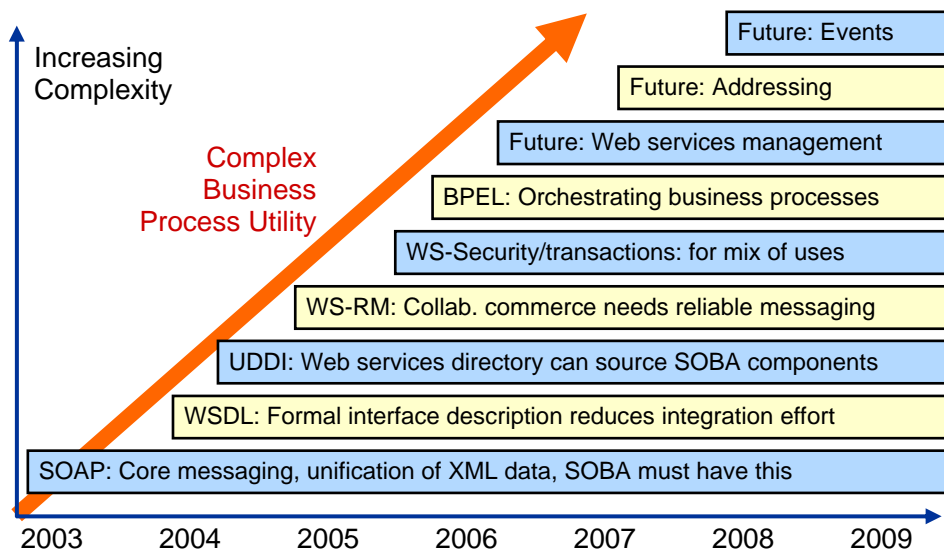 Increasing
Complexity
Complex
Business
Process Utility
Future: Events
Future: Addressing
Future: Web services management
BPEL: Orchestrating business processes
WS-Security/transactions: for mix of uses
WS-RM: Collab. commerce needs reliable messaging
UDDI: Web services directory can source SOBA components
WSDL: Formal interface description reduces integration effort
SOAP: Core messaging, unification of XML data, SOBA must have this
2003 2004 2005 2006 2007 2008 2009